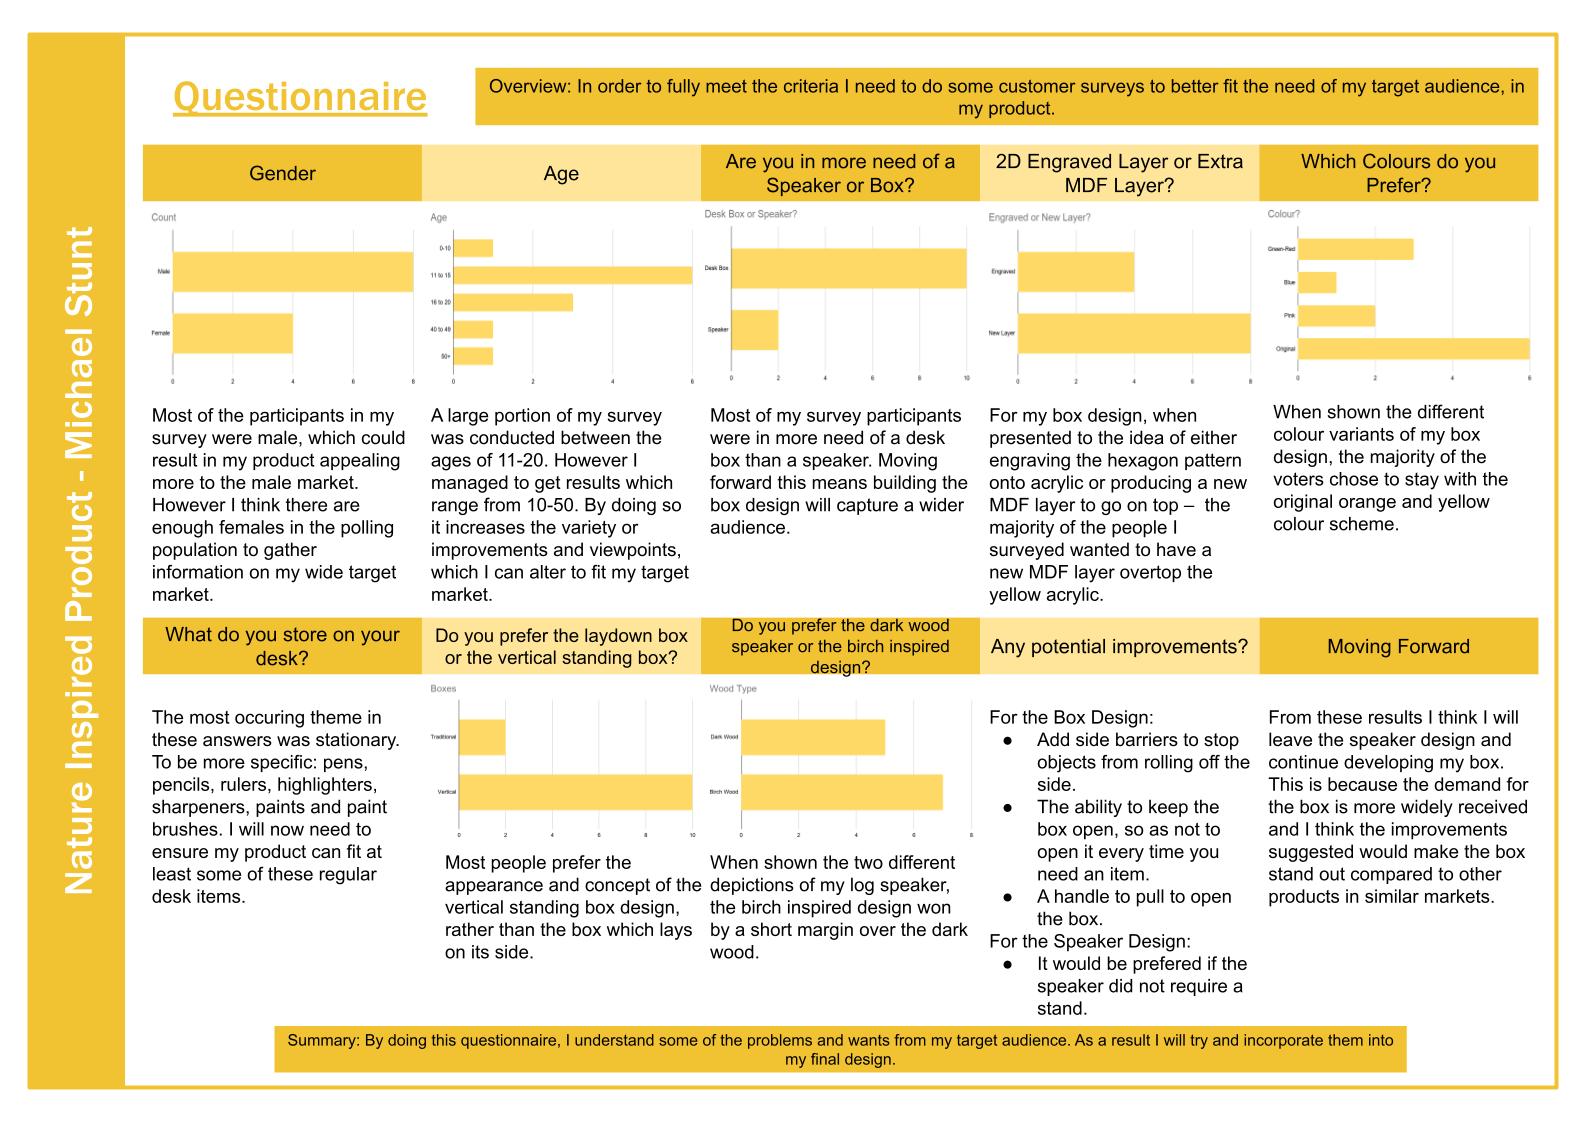 Nature Inspired Product - Michael Stunt
Questionnaire
Overview: In order to fully meet the criteria I need to do some customer surveys to better fit the need of my target audience, in
my product.
Gender
Count
Male
Female
0 2 4 6 8
Most of the participants in my
survey were male, which could
result in my product appealing
more to the male market.
However I think there are
enough females in the polling
population to gather
information on my wide target
market.
Age
Age
0-10
11 to 15
16 to 20
40 to 49
50+
0 2 4 6
A large portion of my survey
was conducted between the
ages of 11-20. However I
managed to get results which
range from 10-50. By doing so
it increases the variety or
improvements and viewpoints,
which I can alter to fit my target
market.
Are you in more need of a
Speaker or Box?
Desk Box or Speaker?
Desk Box
Speaker
0 2 4 6 8 10
Most of my survey participants
were in more need of a desk
box than a speaker. Moving
forward this means building the
box design will capture a wider
audience.
2D Engraved Layer or Extra
MDF Layer?
Engraved or New Layer?
Engraved
New Layer
0 2 4 6 8
For my box design, when
presented to the idea of either
engraving the hexagon pattern
onto acrylic or producing a new
MDF layer to go on top – the
majority of the people I
surveyed wanted to have a
new MDF layer overtop the
yellow acrylic.
Which Colours do you
Prefer?
Colour?
Green-Red
Blue
Pink
Original
0 2 4 6
When shown the different
colour variants of my box
design, the majority of the
voters chose to stay with the
original orange and yellow
colour scheme.
What do you store on your
desk?
The most occuring theme in
these answers was stationary.
To be more specific: pens,
pencils, rulers, highlighters,
sharpeners, paints and paint
brushes. I will now need to
ensure my product can fit at
least some of these regular
desk items.
Do you prefer the laydown box
or the vertical standing box?
Boxes
Traditional
Vertical
0 2 4 6 8 10
Most people prefer the
appearance and concept of the
vertical standing box design,
rather than the box which lays
on its side.
Do you prefer the dark wood
speaker or the birch inspired
design?
Wood Type
Dark Wood
Birch Wood
0 2 4 6 8
When shown the two different
depictions of my log speaker,
the birch inspired design won
by a short margin over the dark
wood.
Any potential improvements?
For the Box Design:
● Add side barriers to stop
objects from rolling off the
side.
● The ability to keep the
box open, so as not to
open it every time you
need an item.
● A handle to pull to open
the box.
For the Speaker Design:
● It would be prefered if the
speaker did not require a
stand.
Moving Forward
From these results I think I will
leave the speaker design and
continue developing my box.
This is because the demand for
the box is more widely received
and I think the improvements
suggested would make the box
stand out compared to other
products in similar markets.
Summary: By doing this questionnaire, I understand some of the problems and wants from my target audience. As a result I will try and incorporate them into
my final design.